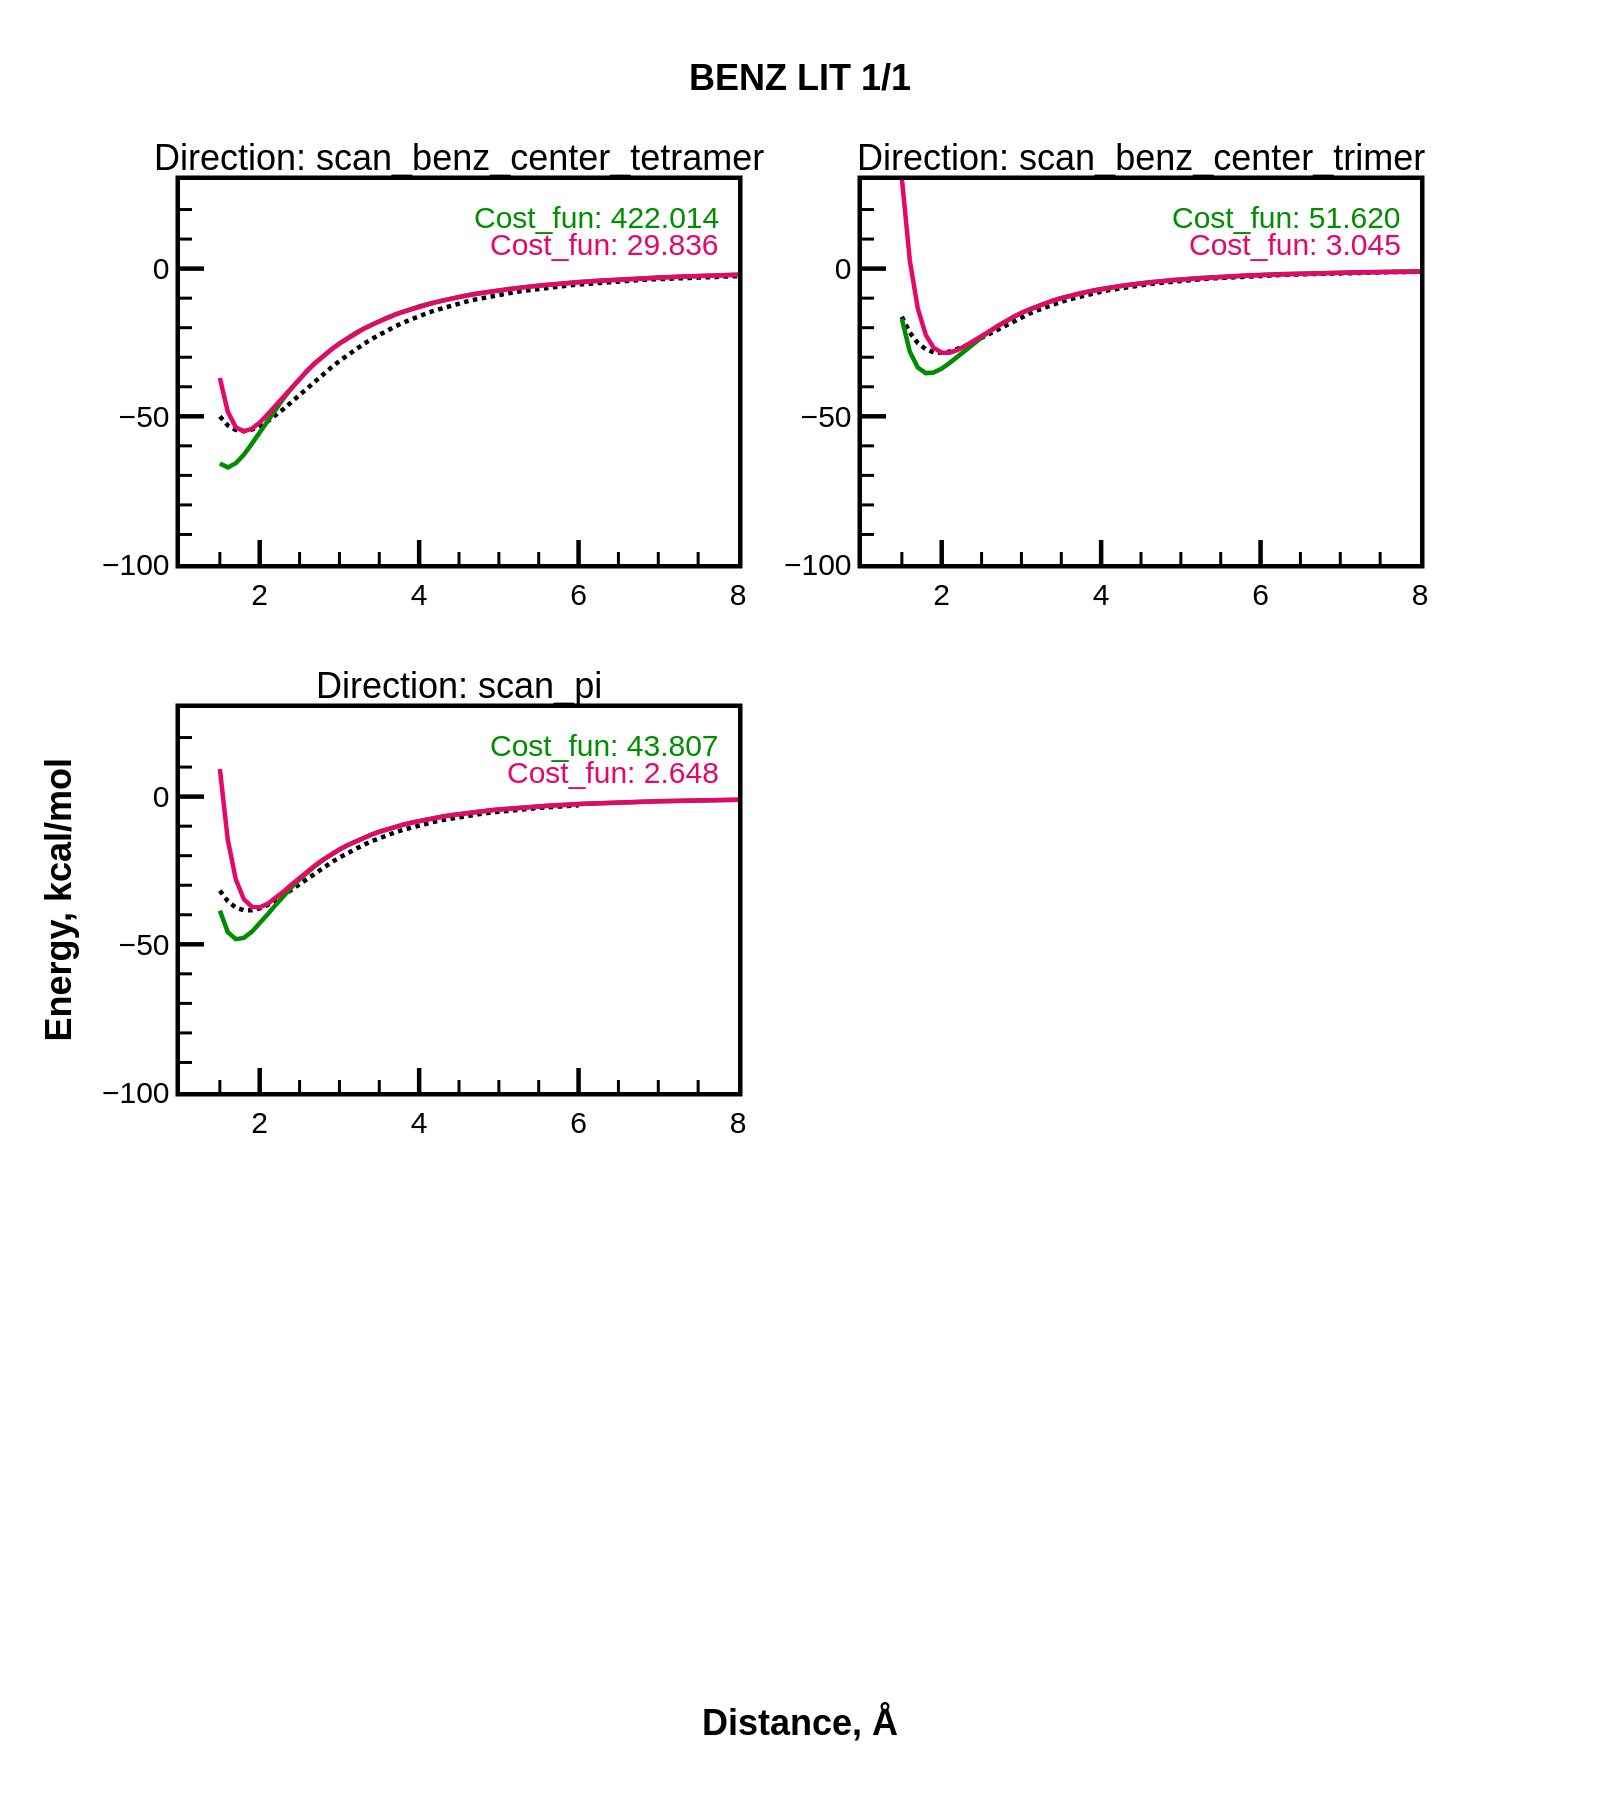 BENZ LIT 1/1
Direction: scan_benz_center_tetramer
Cost_fun: 422.014
Cost_fun: 29.836
0
−50
−100
2 4 6 8
Direction: scan_benz_center_trimer
Cost_fun: 51.620
Cost_fun: 3.045
0
−50
−100
2 4 6 8
Direction: scan_pi
Cost_fun: 43.807
Cost_fun: 2.648
0
−50
−100
2 4 6 8
Energy, kcal/mol
Distance, Å